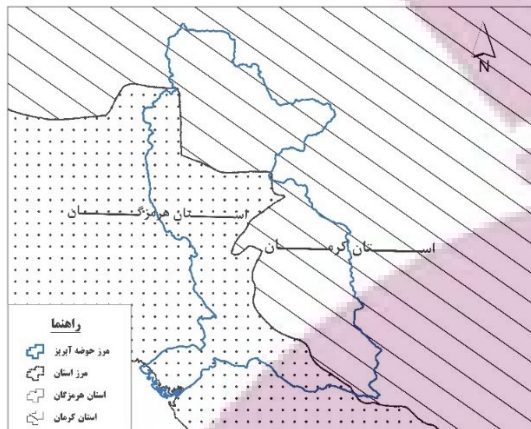 N
استان هرمزگان
استان کرمان
راهنما
مرز حوضه آبریز
مرز استان
استان هرمزگان
استان کرمان